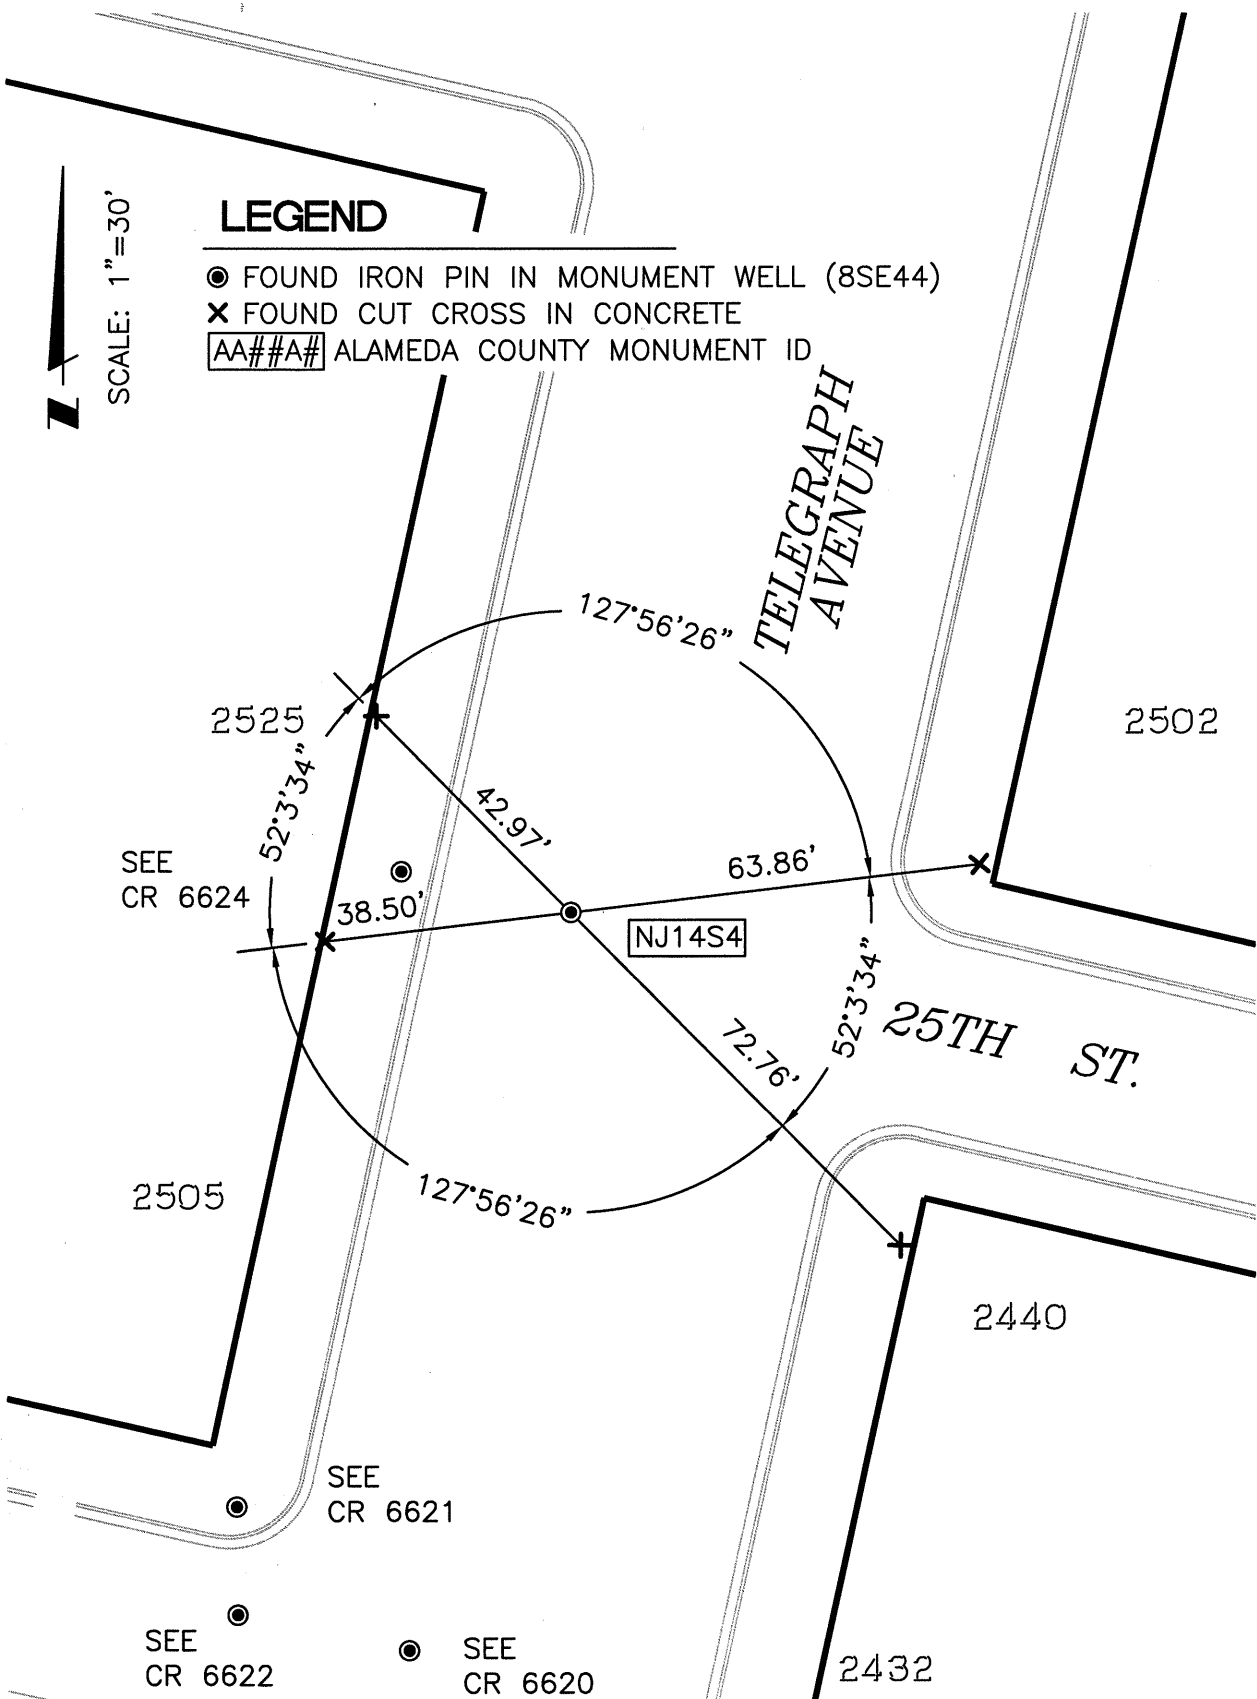 SCALE: 1"=30'
LEGEND
FOUND IRON PIN IN MONUMENT WELL (8SE44)
FOUND CUT CROSS IN CONCRETE
AA##A# ALAMEDA COUNTY MONUMENT ID
TELEGRAPH
AVENUE
127°56'26"
2525
2502
52°3'34"
42.97'
SEE
CR 6624
63.86'
38.50'
NJ14S4
52°3'34"
25TH ST.
72.76'
2505
127°56'26"
2440
SEE
CR 6621
SEE
CR 6622
SEE
CR 6620
2432